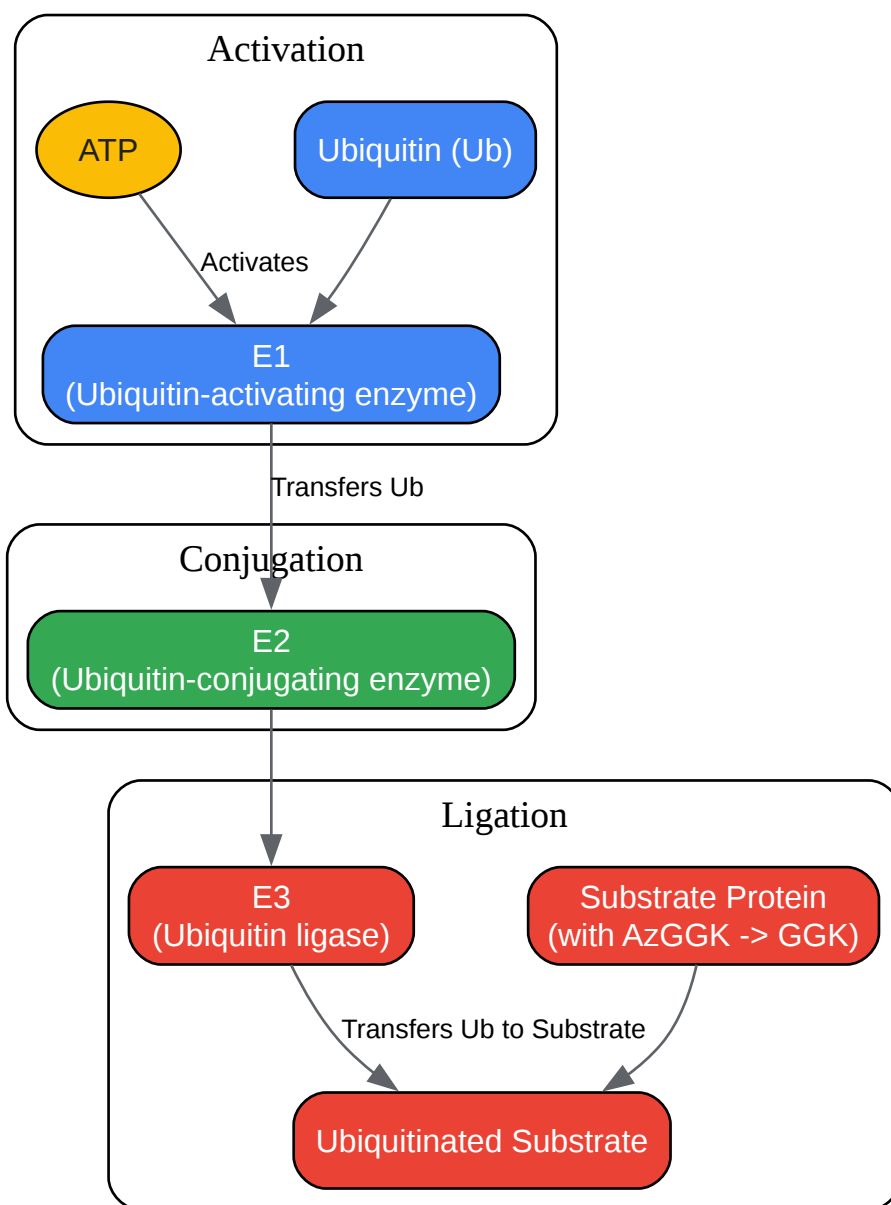 Activation
ATP
Ubiquitin (Ub)
Activates
E1
(Ubiquitin-activating enzyme)
Transfers Ub
Conjugation
E2
(Ubiquitin-conjugating enzyme)
Ligation
E3
(Ubiquitin ligase)
Substrate Protein
(with AzGGK -> GGK)
Transfers Ub to Substrate
Ubiquitinated Substrate